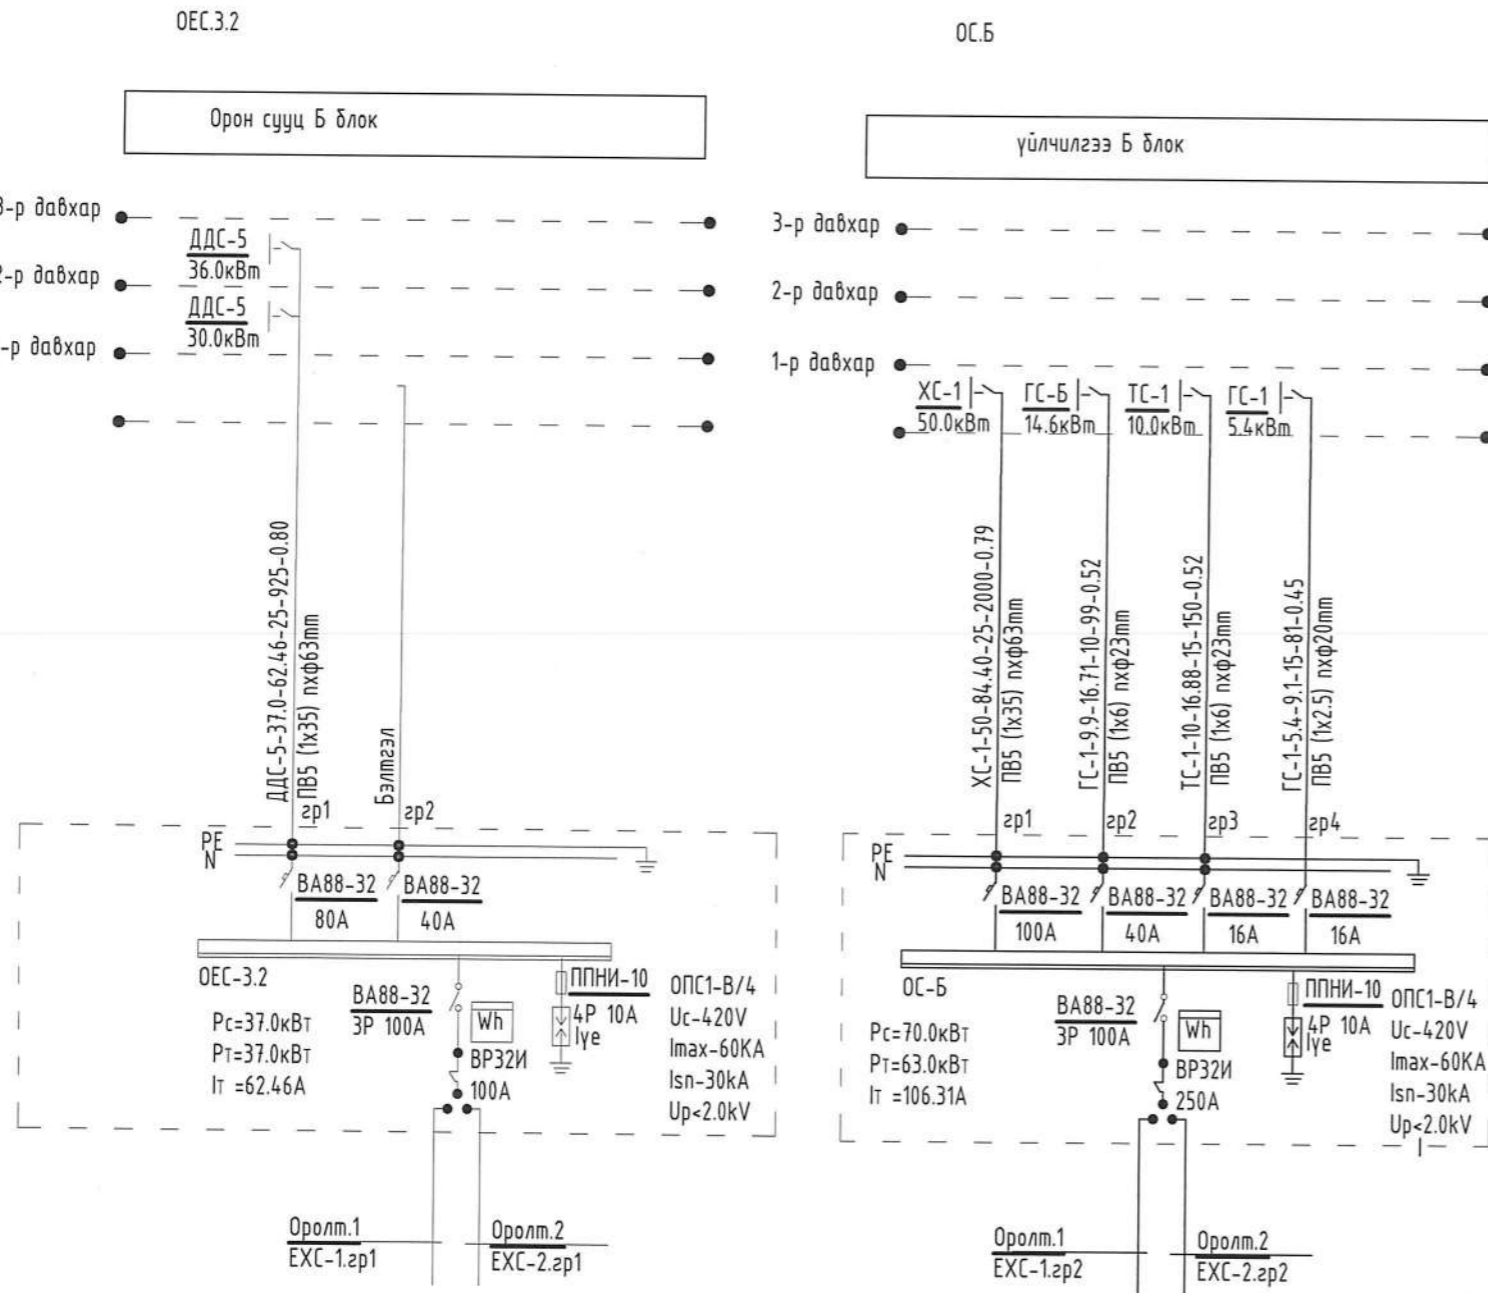 ОЕС.3.2
Орон сууц Б блок
3-р давхар
ДДС-5
36.0кВт
2-р давхар
ДДС-5
30.0кВт
-р давхар
ДДС-5-37.0-62.46-25-925-0.80
ПВ5 (1x35) пхф63mm
Бэлтгэл
гр1
гр2
PE
N
ВА88-32
80А
ВА88-32
40А
ОЕС-3.2
Рс=37.0кВт
Рт=37.0кВт
Iт =62.46А
ВА88-32
3Р 100А
Wh
ВР32И
100А
ППНИ-10
4Р 10А
Iye
ОПС1-В/4
Uc-420V
Imax-60KA
Isn-30kA
Up<2.0kV
Оролт.1
ЕХС-1.гр1
Оролт.2
ЕХС-2.гр1
ОС.Б
үйлчилгээ Б блок
3-р давхар
2-р давхар
1-р давхар
ХС-1
50.0кВт
ГС-Б
14.6кВт
ТС-1
10.0кВт
ГС-1
5.4кВт
ХС-1-50-84.40-25-2000-0.79
ПВ5 (1x35) пхф63mm
ГС-1-9.9-16.71-10-99-0.52
ПВ5 (1x6) пхф23mm
ТС-1-10-16.88-15-150-0.52
ПВ5 (1x6) пхф23mm
ГС-1-5.4-9.1-15-81-0.45
ПВ5 (1x2.5) пхф20mm
гр1
гр2
гр3
гр4
PE
N
ВА88-32
100А
ВА88-32
40А
ВА88-32
16А
ВА88-32
16А
ОС-Б
Рс=70.0кВт
Рт=63.0кВт
Iт =106.31А
ВА88-32
3Р 100А
Wh
ВР32И
250А
ППНИ-10
4Р 10А
Iye
ОПС1-В/4
Uc-420V
Imax-60KA
Isn-30kA
Up<2.0kV
Оролт.1
ЕХС-1.гр2
Оролт.2
ЕХС-2.гр2